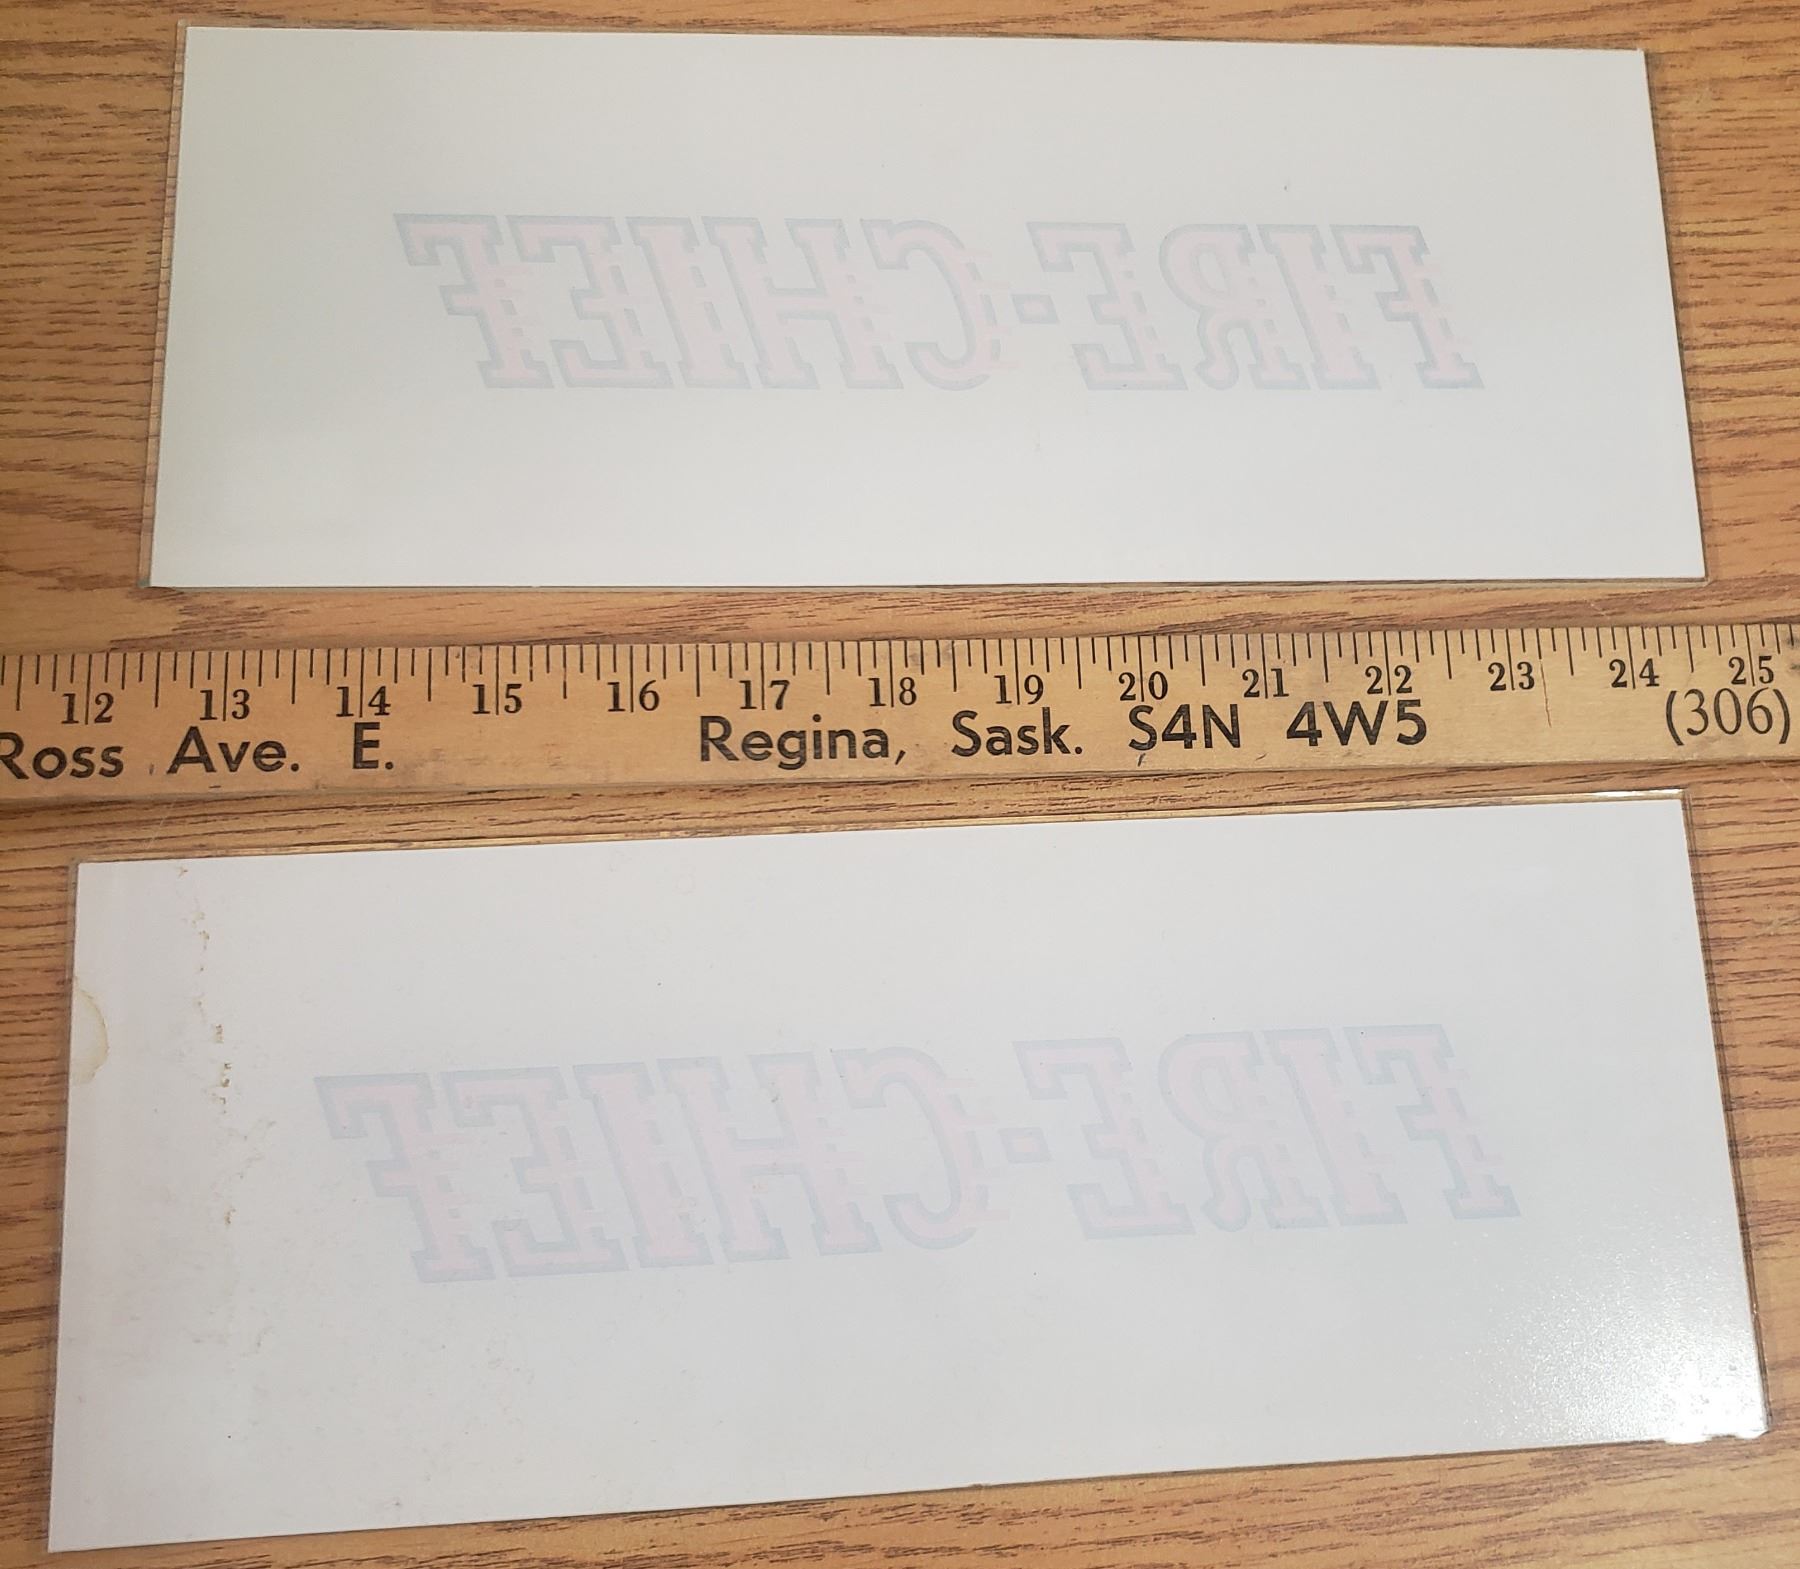 FIRE-CHIEF
12 13 14 15 16 17 18 19 20 21 22 23 24 25
Ross Ave. E. Regina, Sask. S4N 4W5 (306)
FIRE-CHIEF